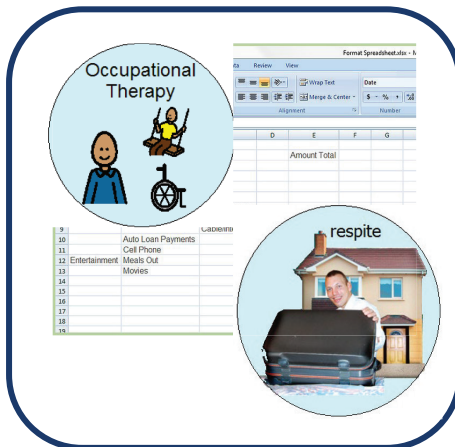 Format Spreadsheet.xlsx - M
Review View
Occupational
Therapy
Wrap Text
Date
Merge & Center
$ - % ,
Alignment
Number
D E F G
Amount Total
9
10 Auto Loan Payments
11 Cell Phone
12 Entertainment Meals Out
13 Movies
14
15
16
17
18
19
respite